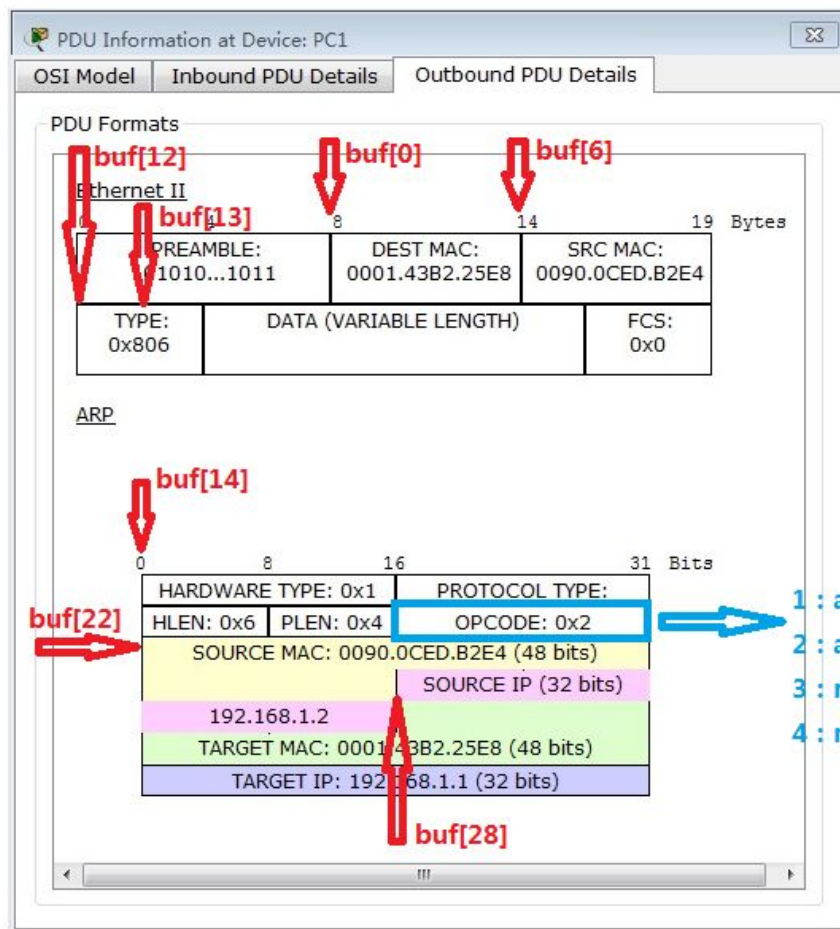 PDU Information at Device: PC1
OSI Model Inbound PDU Details Outbound PDU Details
PDU Formats
buf[12] buf[0] buf[6]
Ethernet II
buf[13]
8 14 19 Bytes
PREAMBLE: DEST MAC: SRC MAC:
01010...1011 0001.43B2.25E8 0090.0CED.B2E4
TYPE: DATA (VARIABLE LENGTH) FCS:
0x806 0x0
ARP
buf[14]
0 8 16 31 Bits
HARDWARE TYPE: 0x1 PROTOCOL TYPE:
buf[22] HLEN: 0x6 PLEN: 0x4 OPCODE: 0x2
SOURCE MAC: 0090.0CED.B2E4 (48 bits)
SOURCE IP (32 bits)
192.168.1.2
TARGET MAC: 0001.43B2.25E8 (48 bits)
TARGET IP: 192.168.1.1 (32 bits)
buf[28]
1 : a
2 : a
3 : r
4 : r